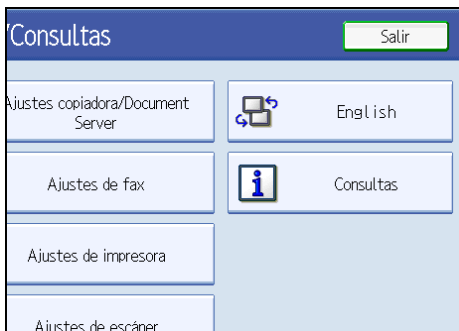 /Consultas
Salir
Ajustes copiadora/Document
Server
English
Ajustes de fax
Consultas
Ajustes de impresora
Ajustes de escáner